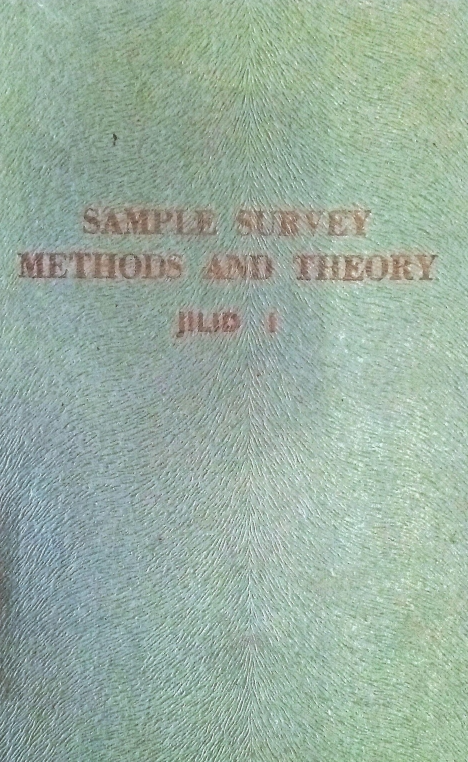 SAMPLE SURVEY
METHODS AND THEORY
JILID I